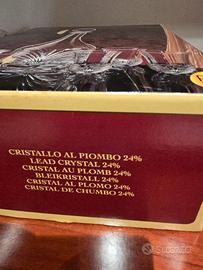 CRISTALLO AL PIOMBO 24%
LEAD CRYSTAL 24%
CRISTAL AU PLOMB 24%
BLEIKRISTALL 24%
CRISTAL AL PLOMO 24%
CRISTAL DE CHUMBO 24%